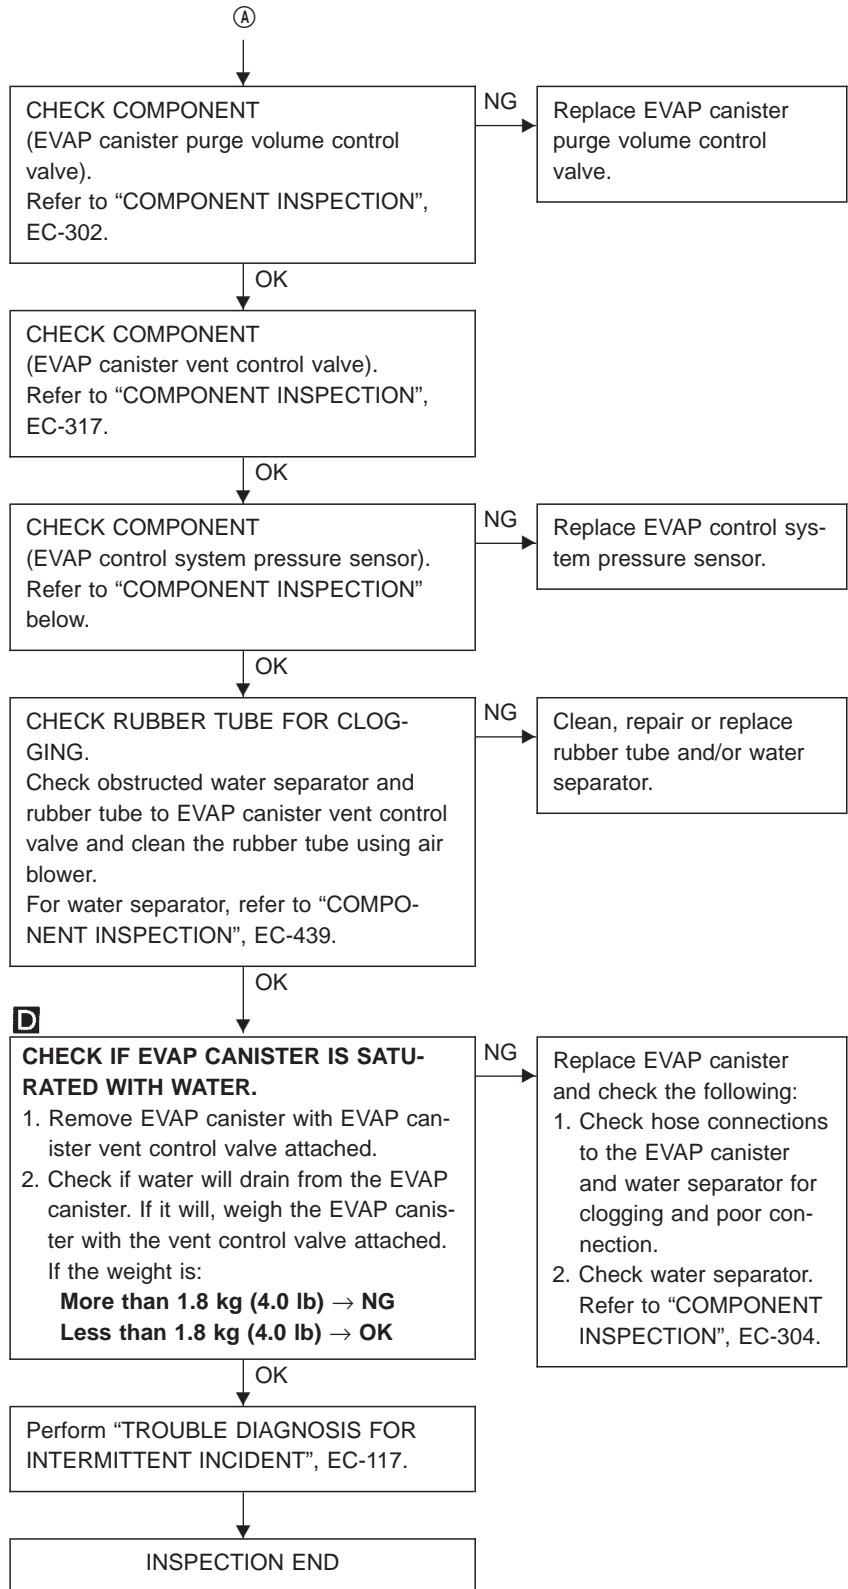 Ⓐ
CHECK COMPONENT
(EVAP canister purge volume control
valve).
Refer to “COMPONENT INSPECTION”,
EC-302.
NG
Replace EVAP canister
purge volume control
valve.
OK
CHECK COMPONENT
(EVAP canister vent control valve).
Refer to “COMPONENT INSPECTION”,
EC-317.
OK
CHECK COMPONENT
(EVAP control system pressure sensor).
Refer to “COMPONENT INSPECTION”
below.
NG
Replace EVAP control sys-
tem pressure sensor.
OK
CHECK RUBBER TUBE FOR CLOG-
GING.
Check obstructed water separator and
rubber tube to EVAP canister vent control
valve and clean the rubber tube using air
blower.
For water separator, refer to “COMPO-
NENT INSPECTION”, EC-439.
NG
Clean, repair or replace
rubber tube and/or water
separator.
OK
D
CHECK IF EVAP CANISTER IS SATU-
RATED WITH WATER.
1. Remove EVAP canister with EVAP can-
ister vent control valve attached.
2. Check if water will drain from the EVAP
canister. If it will, weigh the EVAP canis-
ter with the vent control valve attached.
If the weight is:
More than 1.8 kg (4.0 lb) → NG
Less than 1.8 kg (4.0 lb) → OK
NG
Replace EVAP canister
and check the following:
1. Check hose connections
to the EVAP canister
and water separator for
clogging and poor con-
nection.
2. Check water separator.
Refer to “COMPONENT
INSPECTION”, EC-304.
OK
Perform “TROUBLE DIAGNOSIS FOR
INTERMITTENT INCIDENT”, EC-117.
INSPECTION END